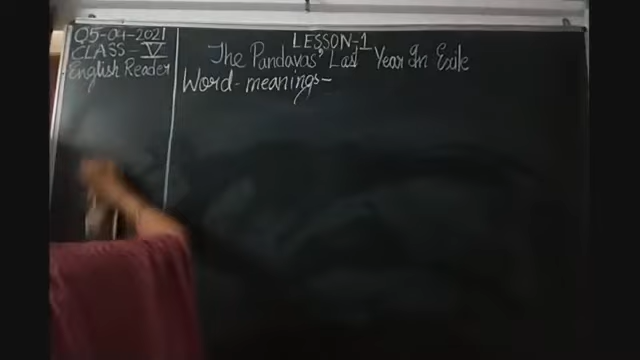 05-04-2021
CLASS - V
English Reader
LESSON-1
The Pandavas' Last Year In Exile
Word-meanings-